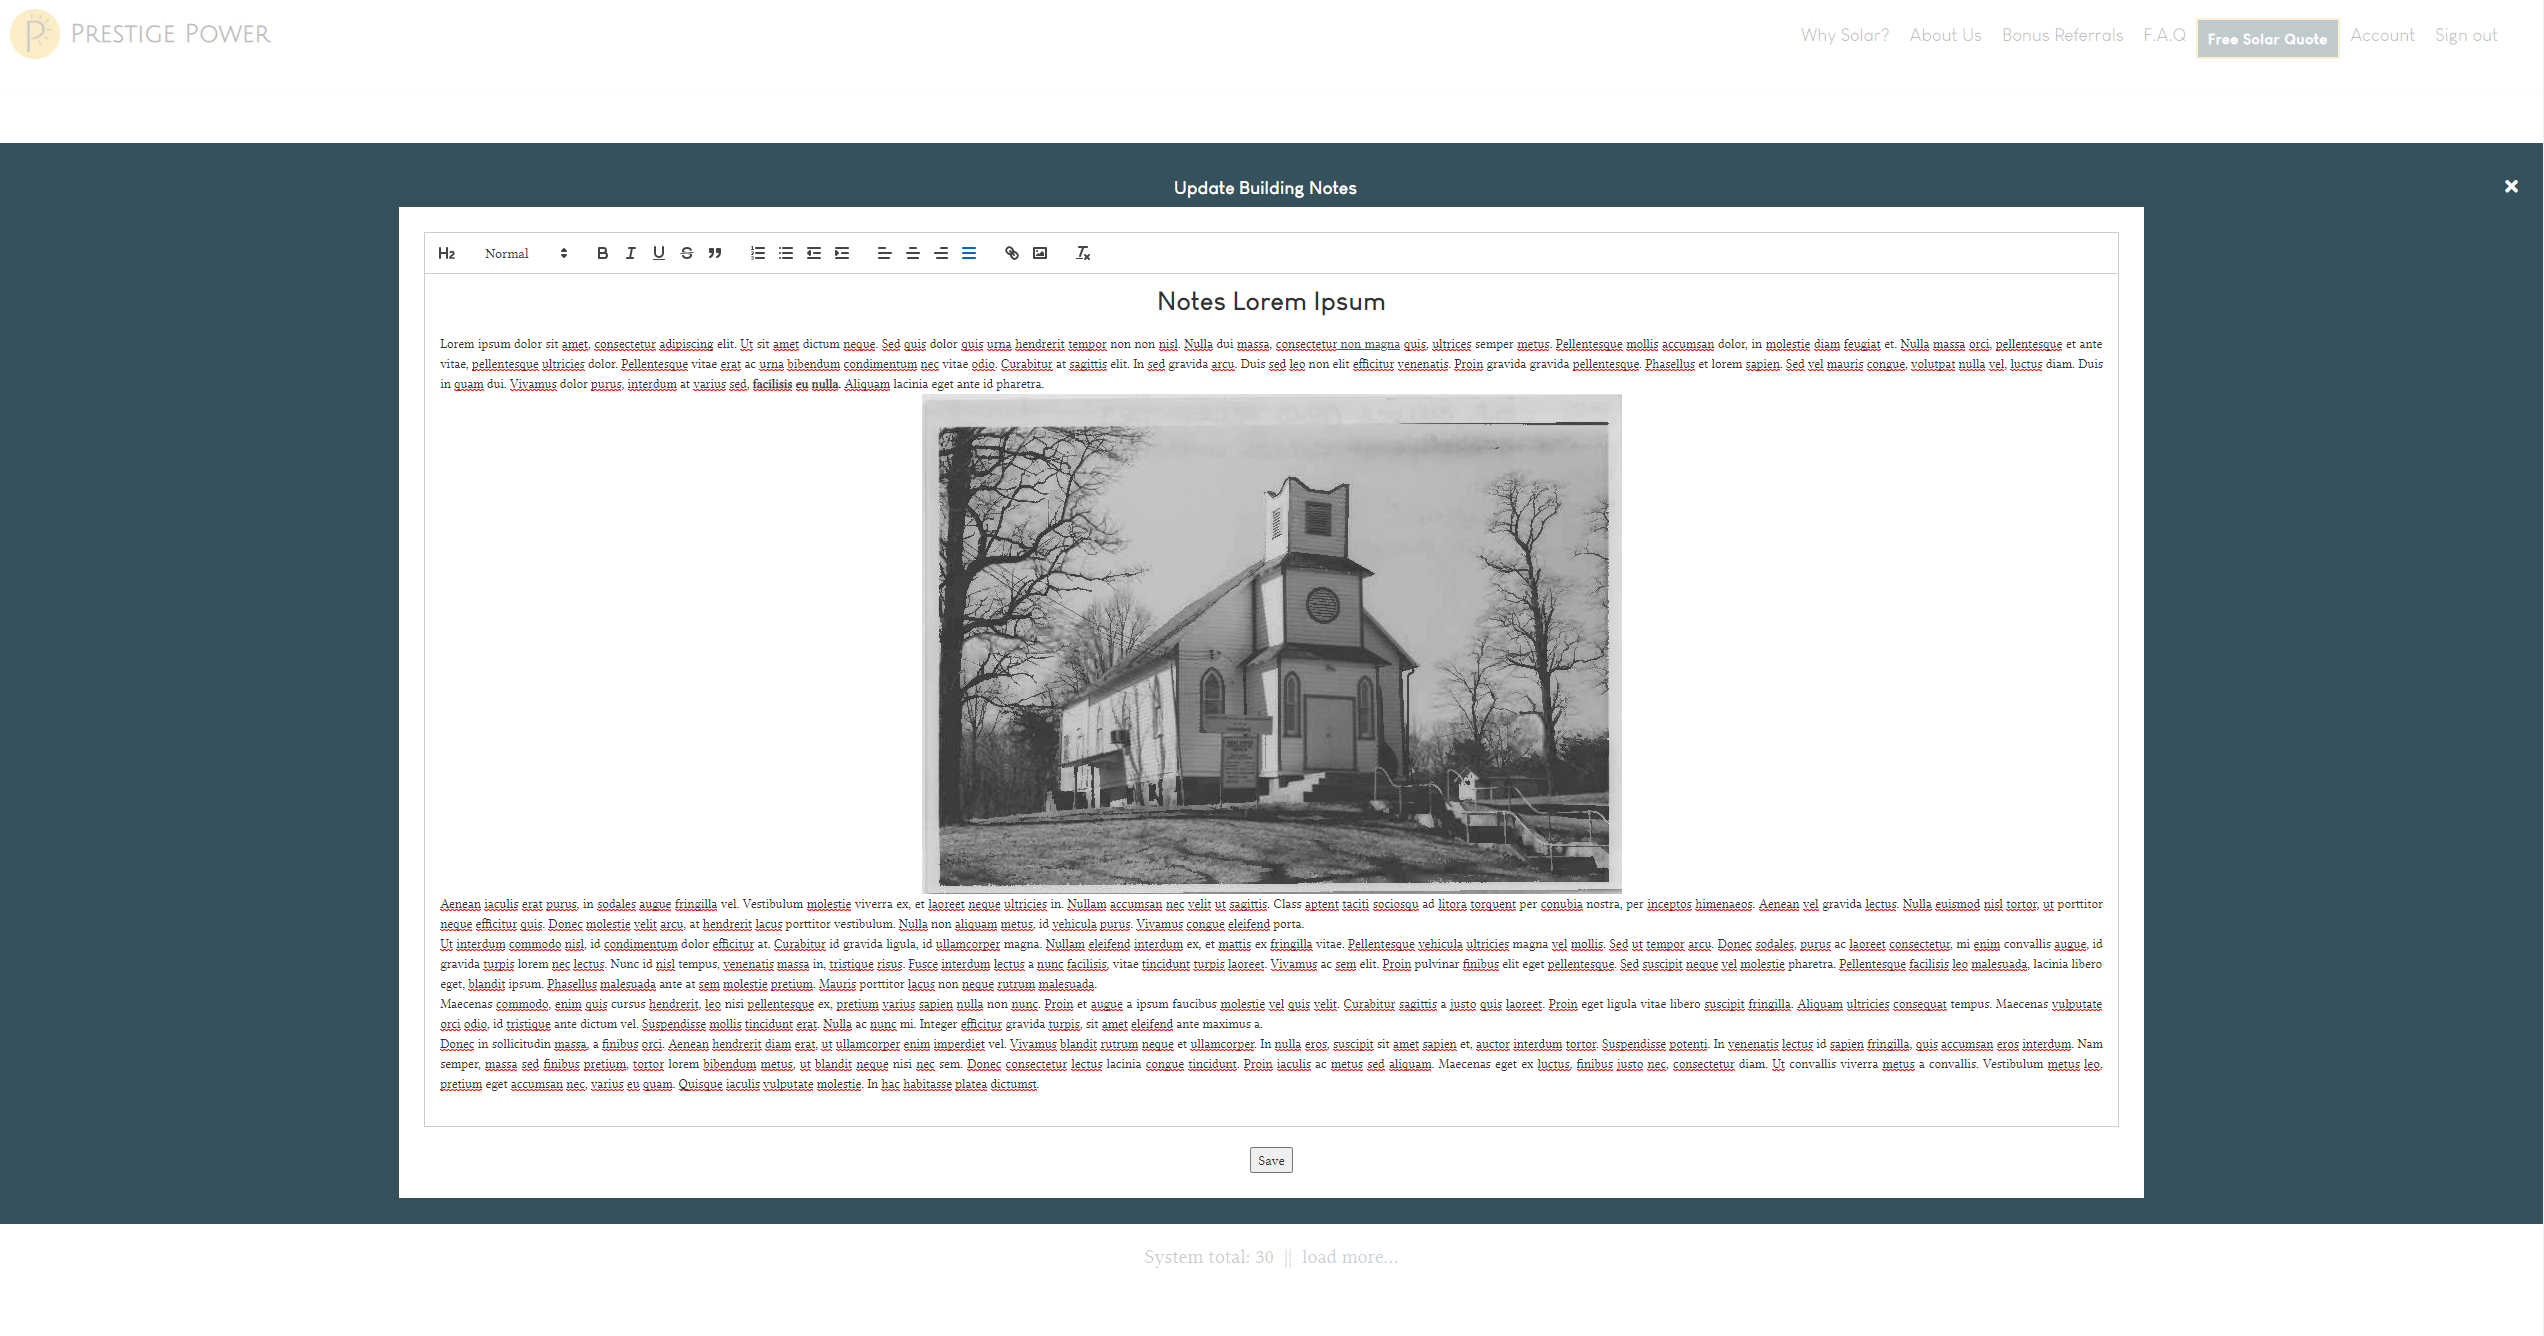 PRESTIGE POWER
Why Solar? About Us Bonus Referrals F.A.Q Free Solar Quote Account Sign out
Update Building Notes
H2 Normal
Notes Lorem Ipsum
Lorem ipsum dolor sit amet, consectetur adipiscing elit. Ut sit amet dictum neque. Sed quis dolor quis urna hendrerit tempor non non nisl. Nulla dui massa, consectetur non magna quis, ultrices semper metus. Pellentesque mollis accumsan dolor, in molestie diam feugiat et. Nulla massa orci, pellentesque et ante
vitae, pellentesque ultricies dolor. Pellentesque vitae erat ac urna bibendum condimentum nec vitae odio. Curabitur at sagittis elit. In sed gravida arcu. Duis sed leo non elit efficitur venenatis. Proin gravida gravida pellentesque. Phasellus et lorem sapien. Sed vel mauris congue, volutpat nulla vel, luctus diam. Duis
in quam dui. Vivamus dolor purus, interdum at varius sed, facilisis eu nulla. Aliquam lacinia eget ante id pharetra.
Aenean iaculis erat purus, in sodales augue fringilla vel. Vestibulum molestie viverra ex, et laoreet neque ultricies in. Nullam accumsan nec velit ut sagittis. Class aptent taciti sociosqu ad litora torquent per conubia nostra, per inceptos himenaeos. Aenean vel gravida lectus. Nulla euismod nisl tortor, ut porttitor
neque efficitur quis. Donec molestie velit arcu, at hendrerit lacus porttitor vestibulum. Nulla non aliquam metus, id vehicula purus. Vivamus congue eleifend porta.
Ut interdum commodo nisl, id condimentum dolor efficitur at. Curabitur id gravida ligula, id ullamcorper magna. Nullam eleifend interdum ex, et mattis ex fringilla vitae. Pellentesque vehicula ultricies magna vel mollis. Sed ut tempor arcu. Donec sodales, purus ac laoreet consectetur, mi enim convallis augue, id
gravida turpis lorem nec lectus. Nunc id nisl tempus, venenatis massa in, tristique risus. Fusce interdum lectus a nunc facilisis, vitae tincidunt turpis laoreet. Vivamus ac sem elit. Proin pulvinar finibus elit eget pellentesque. Sed suscipit neque vel molestie pharetra. Pellentesque facilisis leo malesuada, lacinia libero
eget, blandit ipsum. Phasellus malesuada ante at sem molestie pretium. Mauris porttitor lacus non neque rutrum malesuada.
Maecenas commodo, enim quis cursus hendrerit, leo nisi pellentesque ex, pretium varius sapien nulla non nunc. Proin et augue a ipsum faucibus molestie vel quis velit. Curabitur sagittis a justo quis laoreet. Proin eget ligula vitae libero suscipit fringilla. Aliquam ultricies consequat tempus. Maecenas vulputate
orci odio, id tristique ante dictum vel. Suspendisse mollis tincidunt erat. Nulla ac nunc mi. Integer efficitur gravida turpis, sit amet eleifend ante maximus a.
Donec in sollicitudin massa, a finibus orci. Aenean hendrerit diam erat, ut ullamcorper enim imperdiet vel. Vivamus blandit rutrum neque et ullamcorper. In nulla eros, suscipit sit amet sapien et, auctor interdum tortor. Suspendisse potenti. In venenatis lectus id sapien fringilla, quis accumsan eros interdum. Nam
semper, massa sed finibus pretium, tortor lorem bibendum metus, ut blandit neque nisi nec sem. Donec consectetur lectus lacinia congue tincidunt. Proin iaculis ac metus sed aliquam. Maecenas eget ex luctus, finibus justo nec, consectetur diam. Ut convallis viverra metus a convallis. Vestibulum metus leo,
pretium eget accumsan nec, varius eu quam. Quisque iaculis vulputate molestie. In hac habitasse platea dictumst.
Save
System total: 30 || load more...